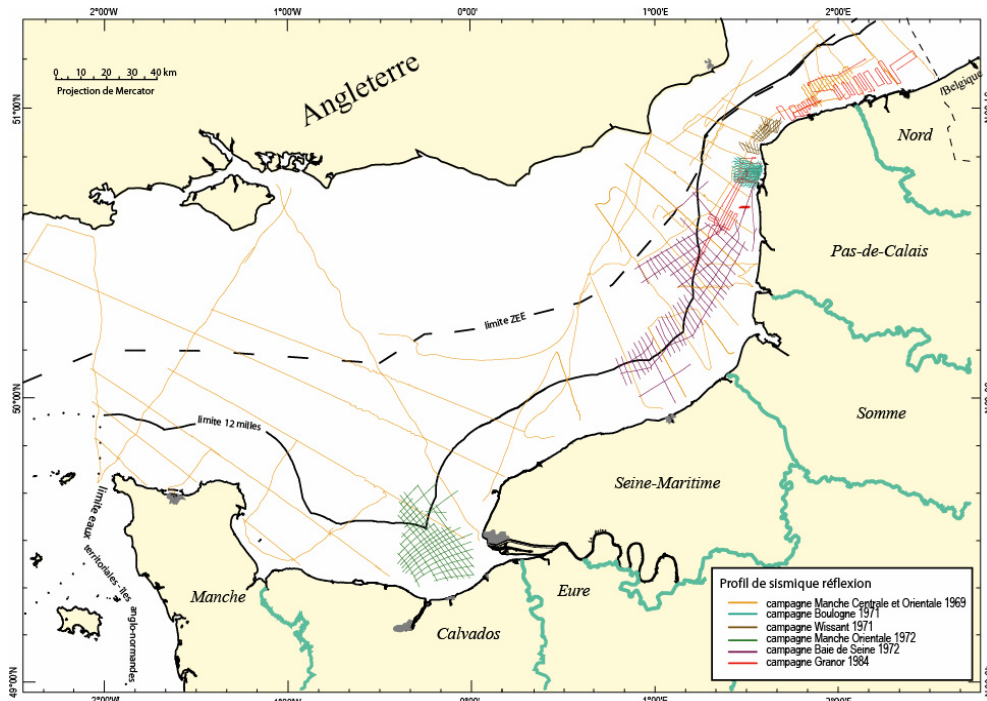 2°00'W
1°00'W
0°00'
1°00'E
2°00'E
0 10 20 30 40 km
Projection de Mercator
Angleterre
51°00'N
/Belgique
Nord
Pas-de-Calais
limite ZEE
50°00'N
Somme
limite 12 milles
Seine-Maritime
limite eaux territoriales - îles anglo-normandes
Manche
Calvados
Eure
Profil de sismique réflexion
campagne Manche Centrale et Orientale 1969
campagne Boulogne 1971
campagne Wissant 1971
campagne Manche Orientale 1972
campagne Baie de Seine 1972
campagne Granor 1984
49°00'N